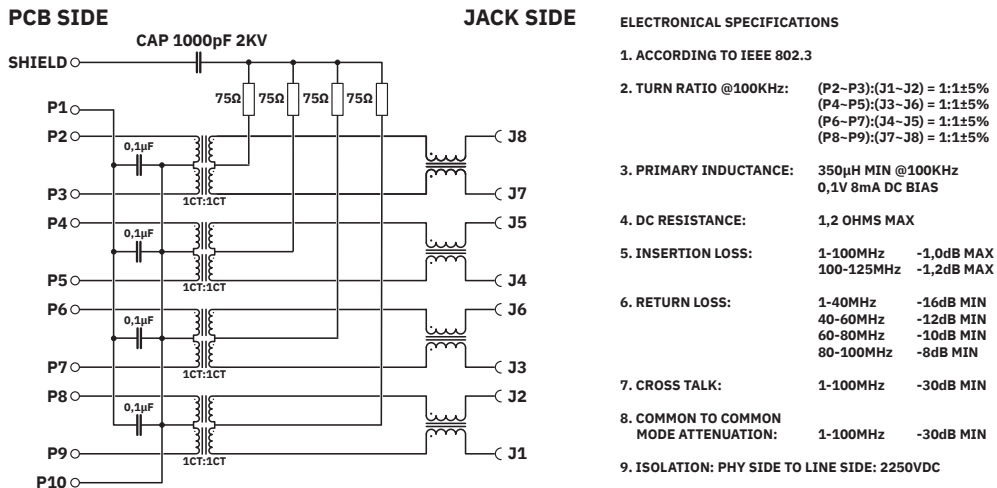 PCB SIDE
JACK SIDE
CAP 1000pF 2KV
SHIELD
75Ω 75Ω 75Ω 75Ω
P1
P2
0,1µF
J8
P3
1CT:1CT
J7
P4
0,1µF
J5
P5
1CT:1CT
J4
P6
0,1µF
J6
P7
1CT:1CT
J3
P8
0,1µF
J2
P9
1CT:1CT
J1
P10
ELECTRONICAL SPECIFICATIONS
1. ACCORDING TO IEEE 802.3
2. TURN RATIO @100KHz: (P2~P3):(J1~J2) = 1:1±5%
(P4~P5):(J3~J6) = 1:1±5%
(P6~P7):(J4~J5) = 1:1±5%
(P8~P9):(J7~J8) = 1:1±5%
3. PRIMARY INDUCTANCE: 350µH MIN @100KHz
0,1V 8mA DC BIAS
4. DC RESISTANCE: 1,2 OHMS MAX
5. INSERTION LOSS: 1-100MHz -1,0dB MAX
100-125MHz -1,2dB MAX
6. RETURN LOSS: 1-40MHz -16dB MIN
40-60MHz -12dB MIN
60-80MHz -10dB MIN
80-100MHz -8dB MIN
7. CROSS TALK: 1-100MHz -30dB MIN
8. COMMON TO COMMON
MODE ATTENUATION: 1-100MHz -30dB MIN
9. ISOLATION: PHY SIDE TO LINE SIDE: 2250VDC